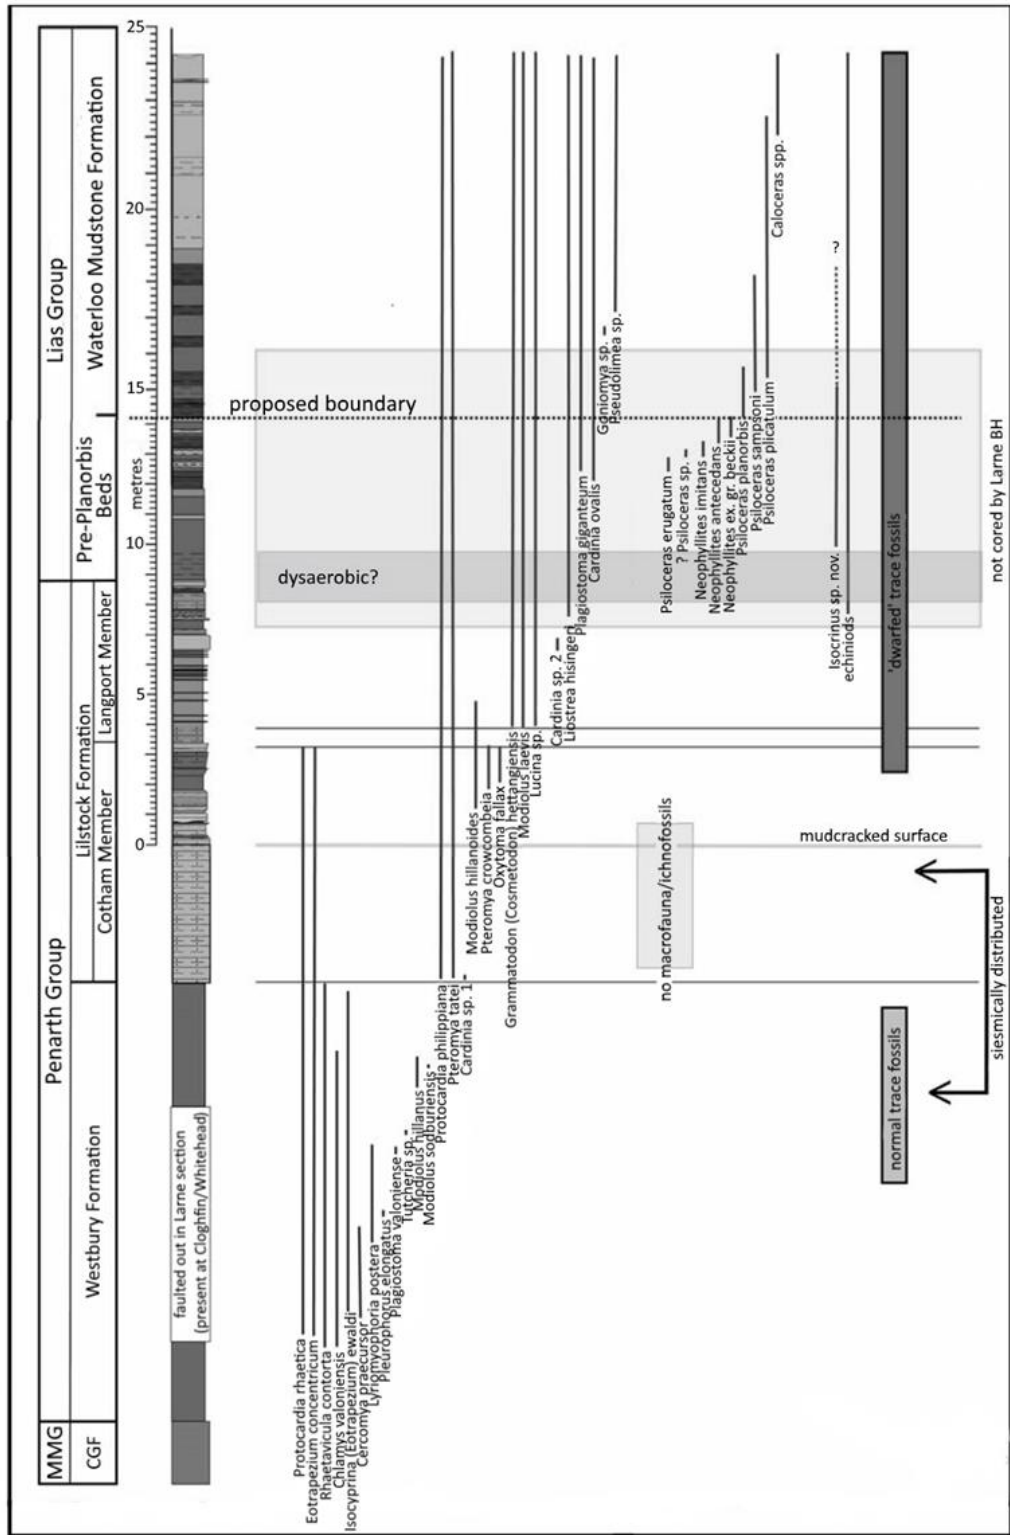 25
20
15
10
5
0
metres
Lias Group
Waterloo Mudstone Formation
Pre-Planorbis
Beds
Penarth Group
Lilstock Formation
Langport Member
Cotham Member
Westbury Formation
MMG
CGF
faulted out in Larne section
(present at Cloghfin/Whitehead)
proposed boundary
dysaerobic?
Protocardia rhaetica
Eotrapezium concentricum
Rhaetavicula contorta
Chlamys valoniensis
Isocyprina (Eotrapezium) ewaldi
Cercomya praecursor
Lyriomyophoria postera
Pleurophorus elongatus
Plagiostoma valoniense
Tutcheria sp.
Modiolus hillanus
Modiolus sodburiensis
Protocardia philippiana
Pteromya tatei
Cardinia sp. 1
Modiolus hillanoides
Pteromya crowcombeia
Oxytoma fallax
Grammatodon (Cosmetodon) hettangiensis
Modiolus laevis
Lucina sp.
Cardinia sp. 2
Liostrea hisingeri
Plagiostoma giganteum
Cardinia ovalis
Goniomya sp.
Pseudolimea sp.
Psiloceras erugatum
? Psiloceras sp.
Neophyllites imitans
Neophyllites antecedans
Neophyllites ex. gr. beckii
Psiloceras planorbis
Psiloceras sampsoni
Psiloceras plicatulum
Caloceras spp.
Isocrinus sp. nov.
?
echiniods
'dwarfed' trace fossils
normal trace fossils
no macrofauna/ichnofossils
mudcracked surface
siesmically distributed
not cored by Larne BH